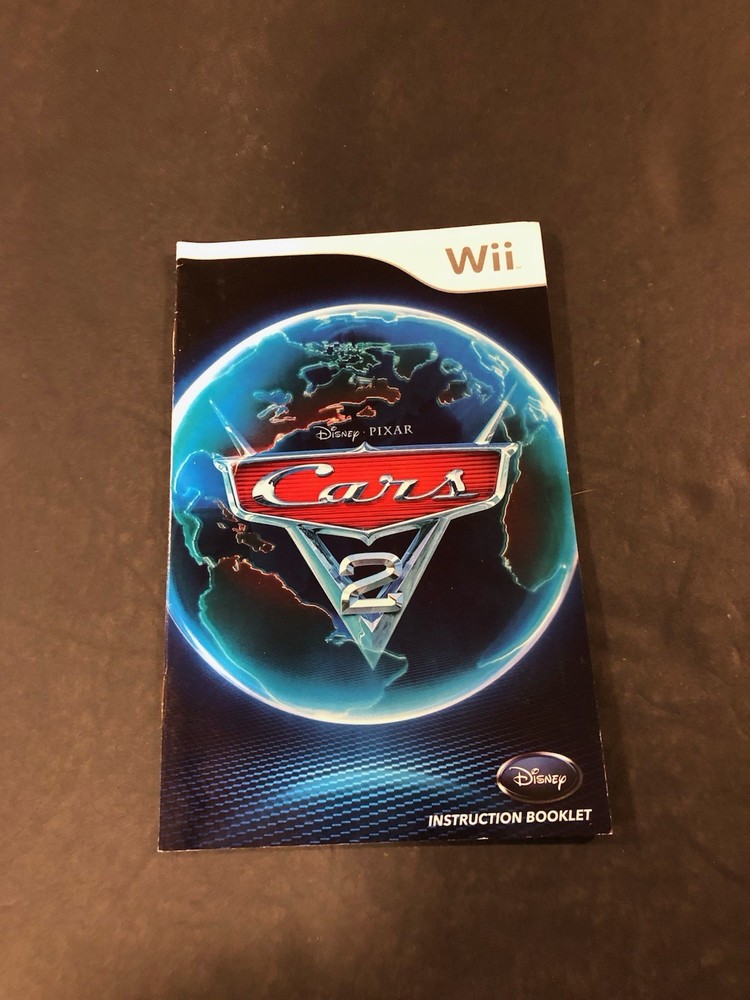 Wii
Disney · PIXAR
Cars
2
Disney
INSTRUCTION BOOKLET